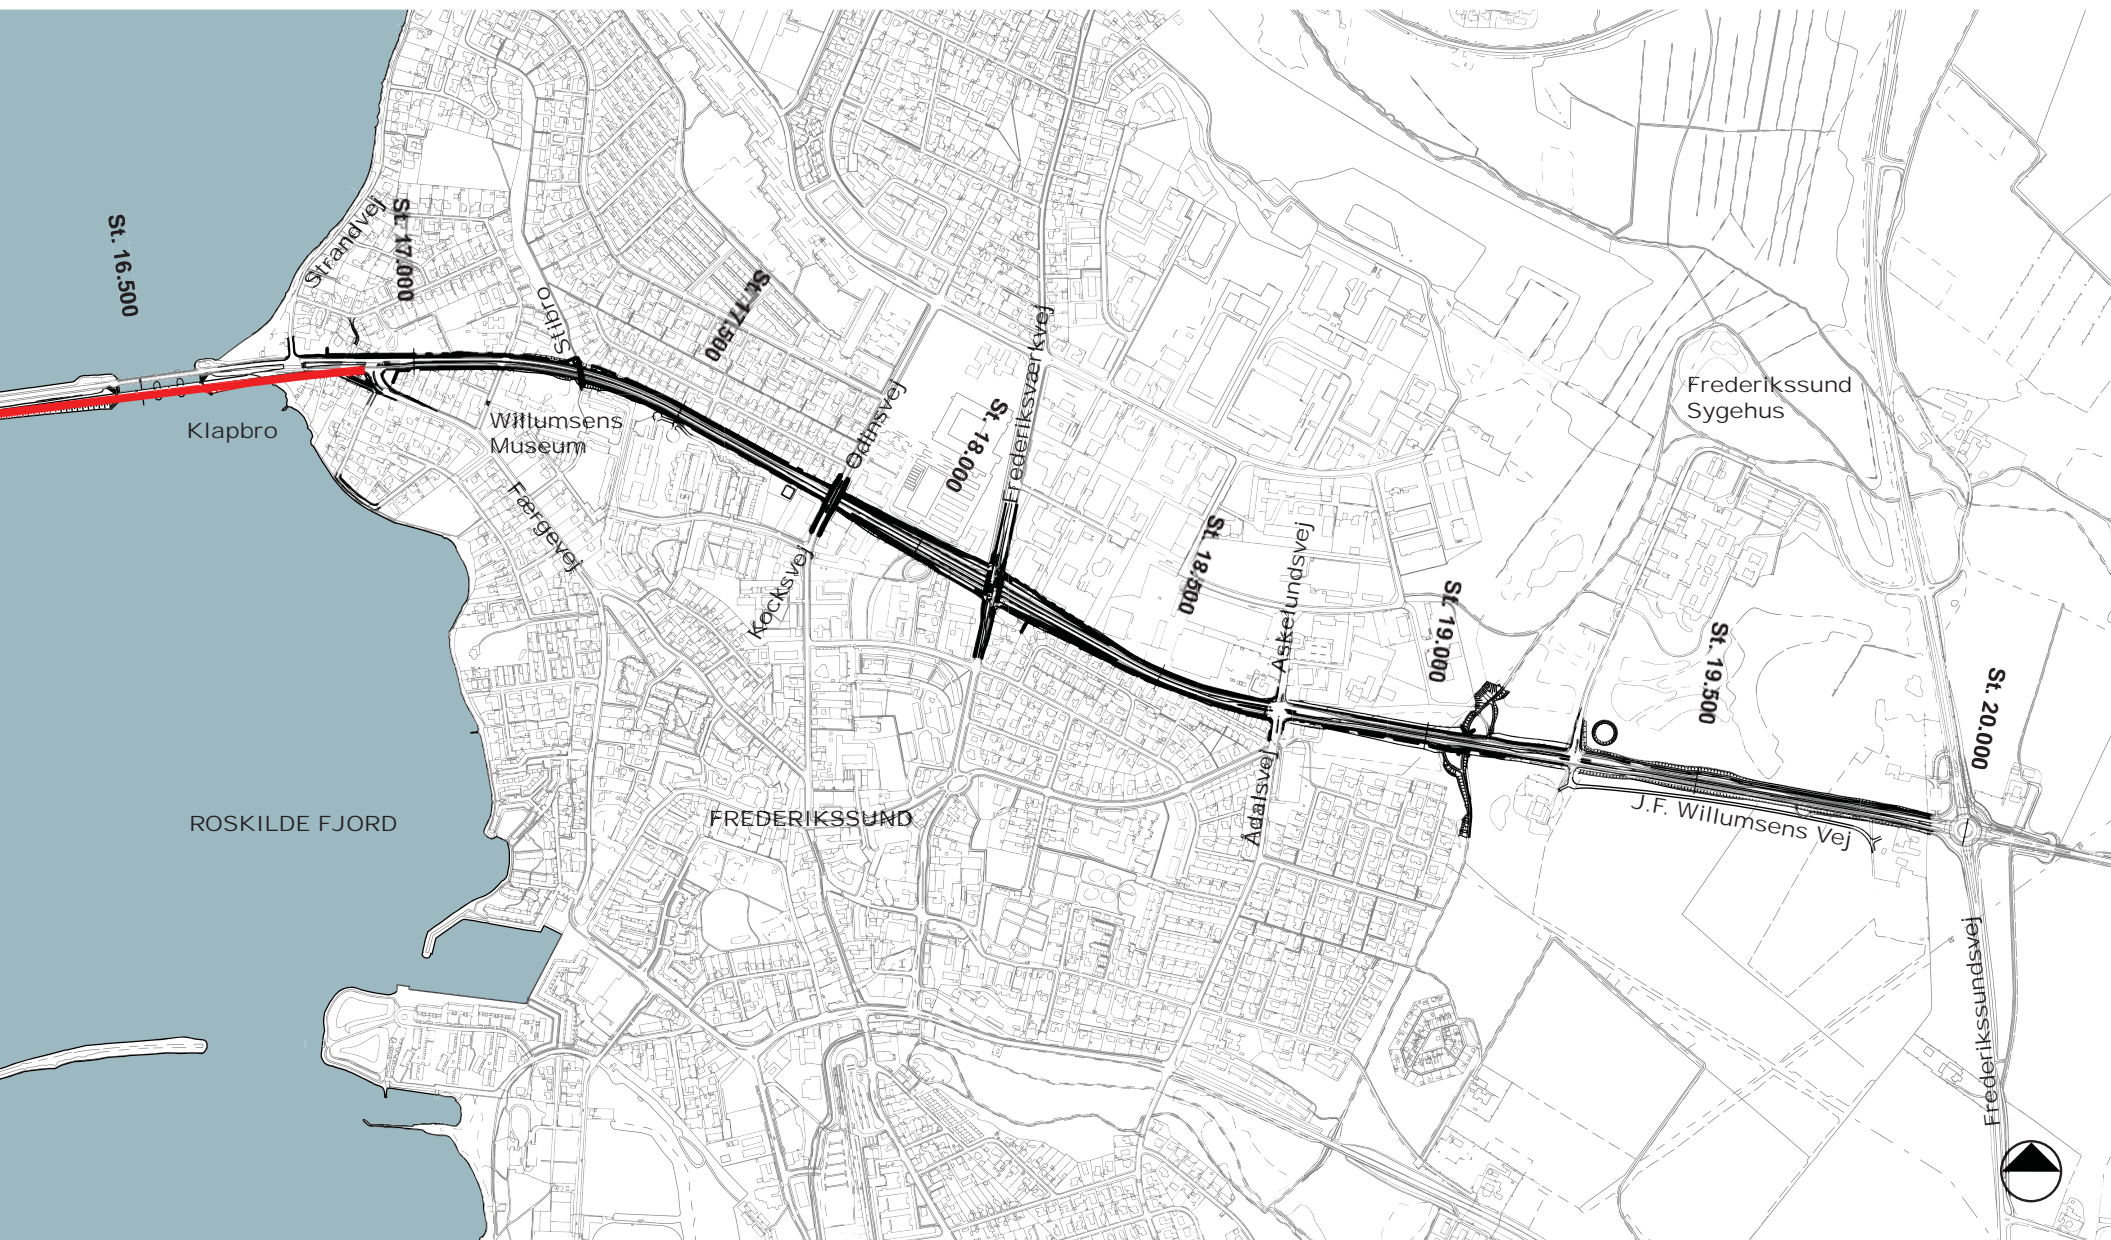 St. 16.500
Strandvej
St. 17.000
Stibro
St. 17.500
Odinsvej
St. 18.000
Frederiksværkvej
Klapbro
Willumsens
Museum
Færgevej
Kocksvej
St. 18.500
Askelundsvej
St. 19.000
Frederikssund
Sygehus
St. 19.500
St. 20.000
Ådalsvej
J.F. Willumsens Vej
ROSKILDE FJORD
FREDERIKSSUND
Frederikssundsvej